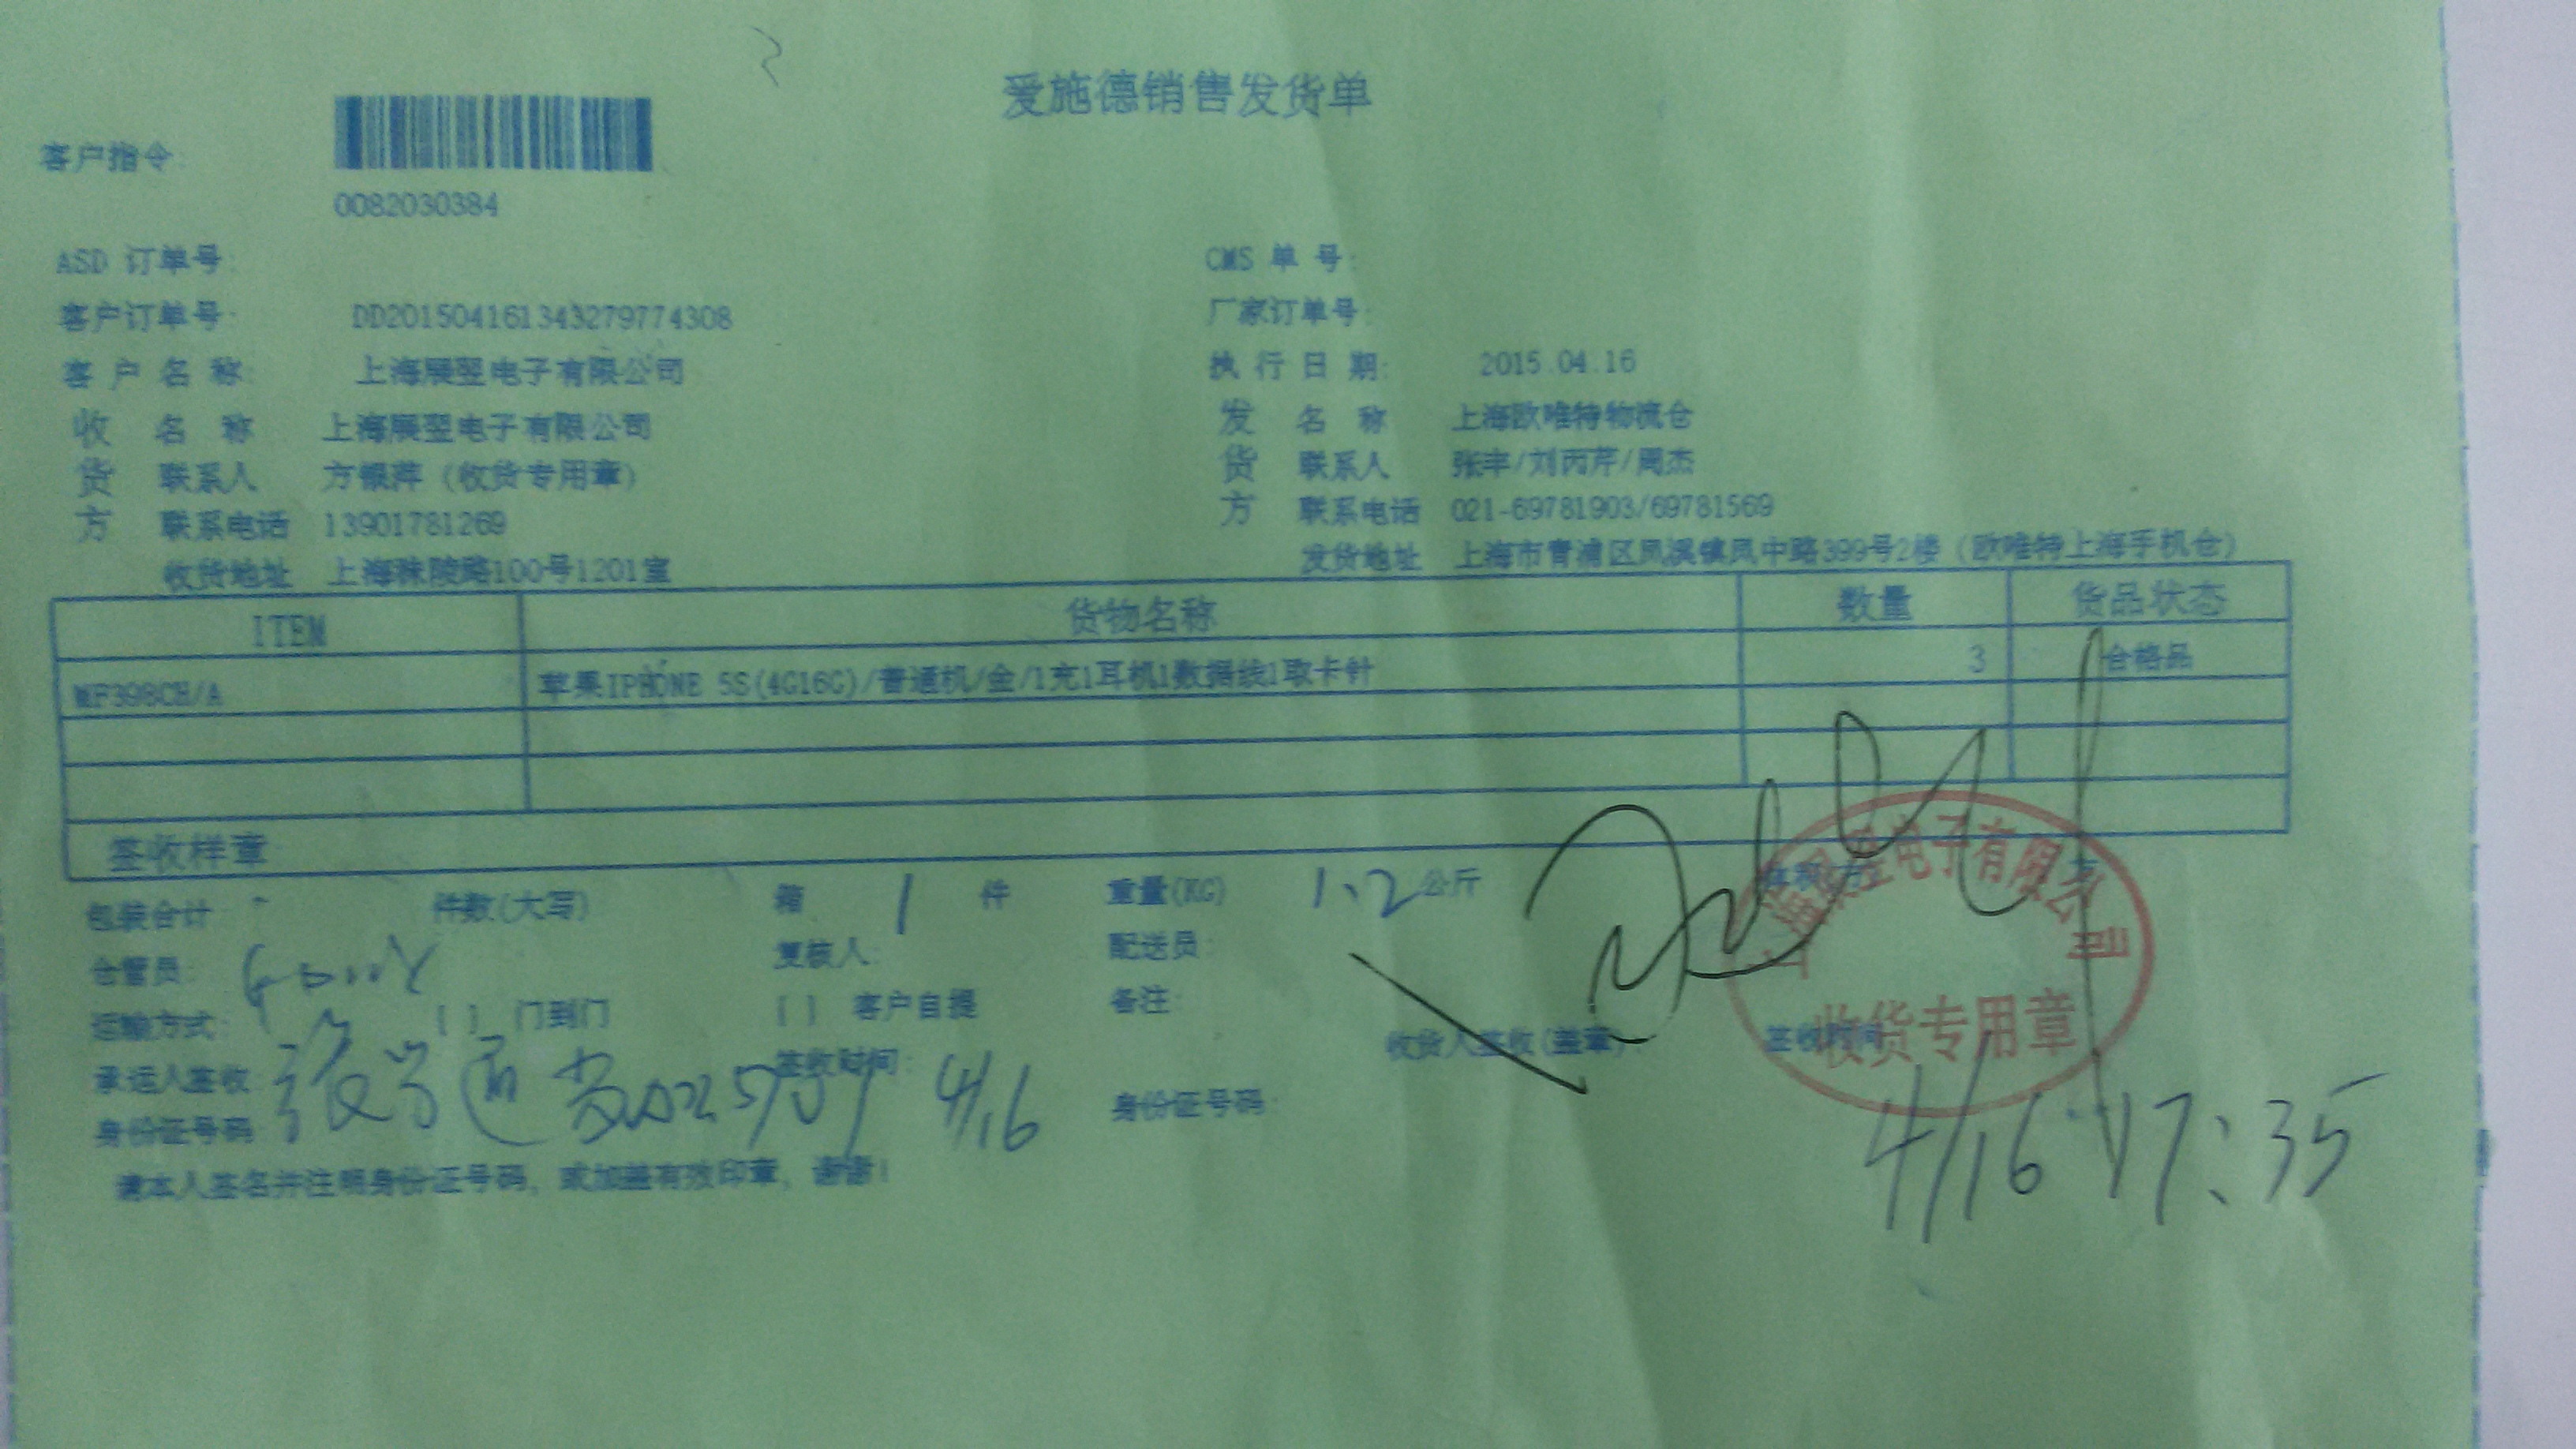 爱施德销售发货单
客户指令:
0082030384
ASD 订单号: CMS 单号:
客户订单号: DD20150416134327974308 厂家订单号:
客户名称: 上海展翌电子有限公司 执行日期: 2015.04.16
收 名称 上海展翌电子有限公司 发 名称 上海欧唯特物流仓
货 联系人 方银萍(收货专用章) 货 联系人 张丰/刘丙芹/周杰
方 联系电话 13901781269 方 联系电话 021-69781903/69781569
收货地址 上海秣陵路100号1201室 发货地址 上海市青浦区凤溪镇凤中路399号2楼(欧唯特上海手机仓)
ITEM 货物名称 数量 货品状态
MF398CH/A 苹果IPHONE 5S(4G16G)/普通机/金/1充1耳机1数据线1取卡针 3 合格品
签收样章
包装合计 件数(大写) 箱 1 件 重量(KG) 1.2 公斤
仓管员: 复核人: 配送员:
运输方式: [ ] 门到门 [ ] 客户自提 备注:
承运人签收: 签收时间: 4/16 收货人签收(盖章): 签收时间
身份证号码: 身份证号码: 4/16 17:35
请本人签名并注明身份证号码，或加盖有效印章，谢谢!
上海展翌电子有限公司
收货专用章